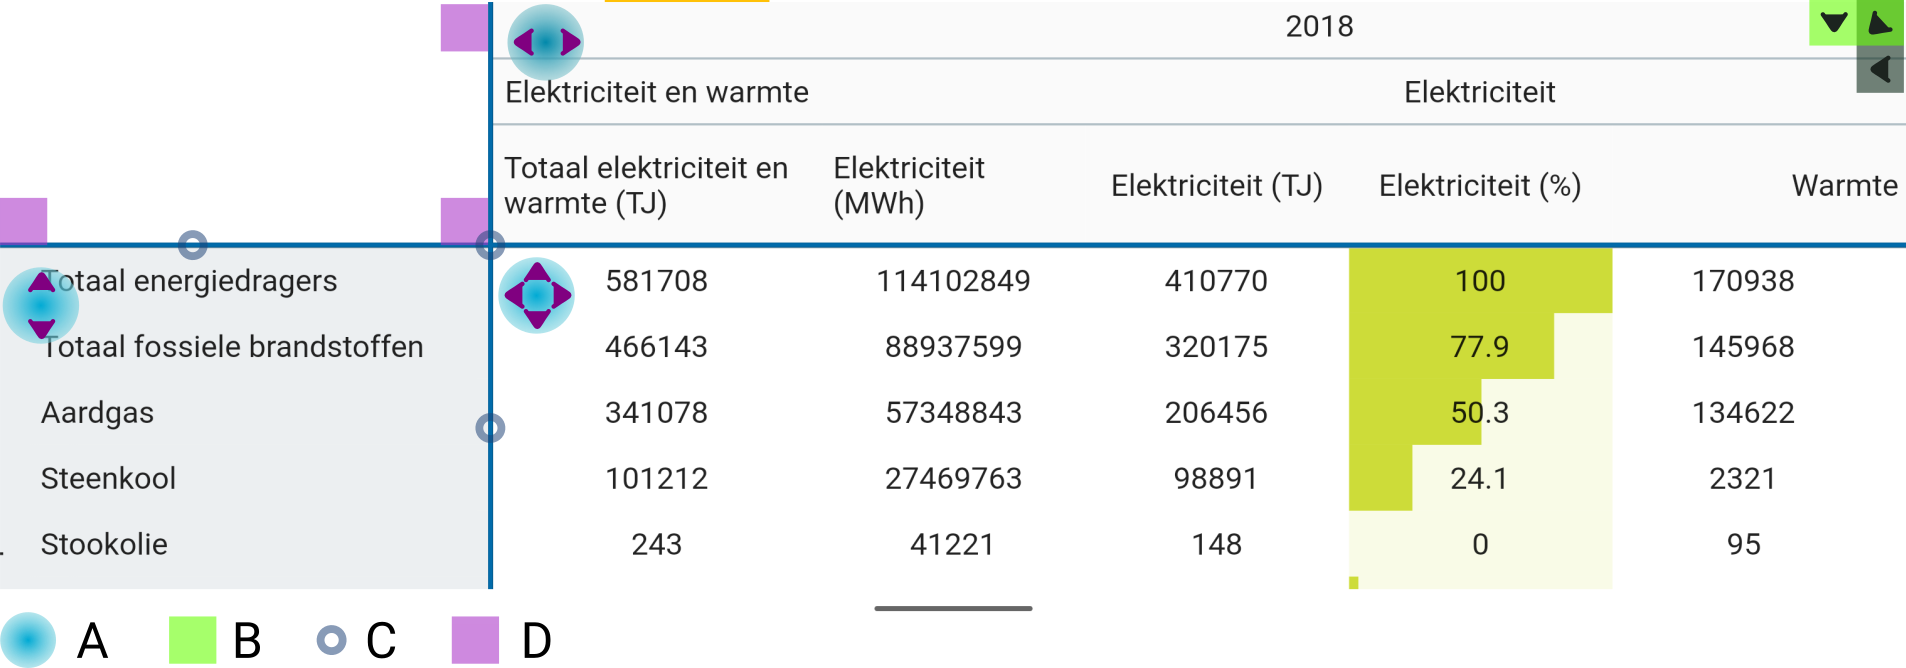 2018
Elektriciteit en warmte Elektriciteit
Totaal elektriciteit en warmte (TJ) Elektriciteit (MWh) Elektriciteit (TJ) Elektriciteit (%) Warmte
Totaal energiedragers 581708 114102849 410770 100 170938
Totaal fossiele brandstoffen 466143 88937599 320175 77.9 145968
Aardgas 341078 57348843 206456 50.3 134622
Steenkool 101212 27469763 98891 24.1 2321
Stookolie 243 41221 148 0 95
A B C D